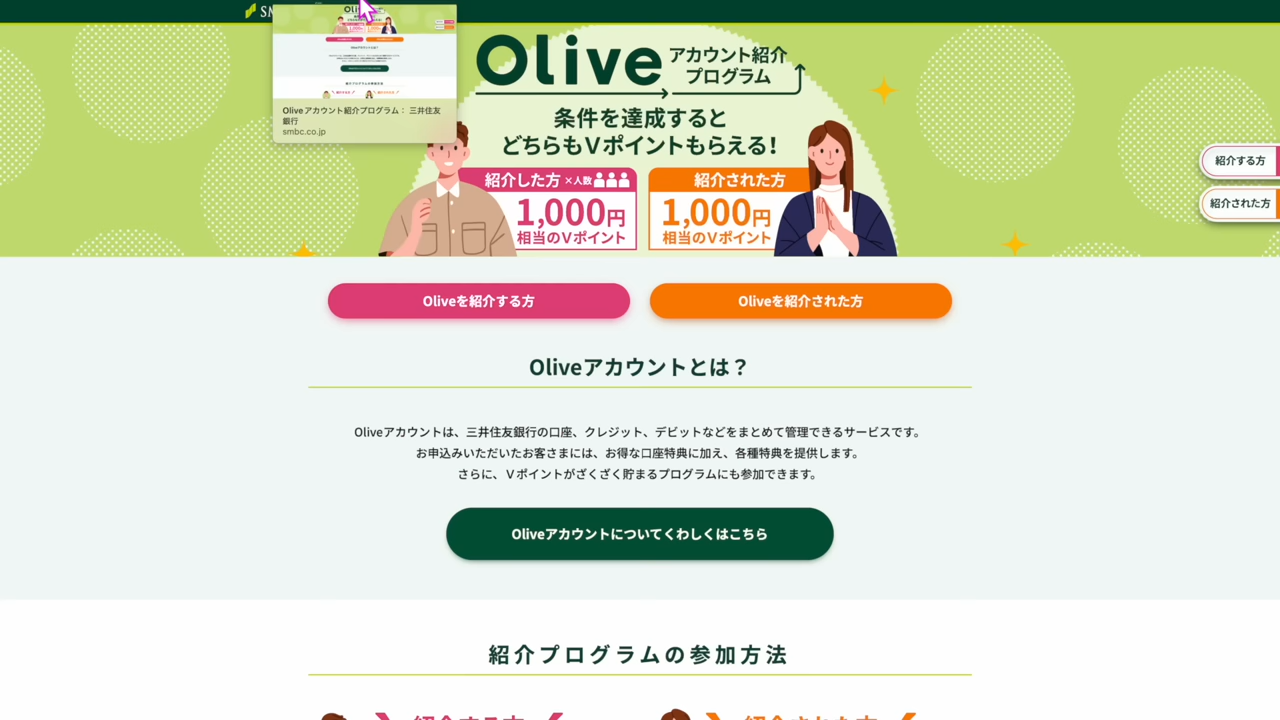 SM
Oliveアカウント紹介プログラム： 三井住友
銀行
smbc.co.jp
Olive アカウント紹介
プログラム
条件を達成すると
どちらもVポイントもらえる！
紹介した方 ×人数
1,000円
相当のVポイント
紹介された方
1,000円
相当のVポイント
紹介する方
紹介された方
Oliveを紹介する方
Oliveを紹介された方
Oliveアカウントとは？
Oliveアカウントは、三井住友銀行の口座、クレジット、デビットなどをまとめて管理できるサービスです。
お申込みいただいたお客さまには、お得な口座特典に加え、各種特典を提供します。
さらに、Ｖポイントがざくざく貯まるプログラムにも参加できます。
Oliveアカウントについてくわしくはこちら
紹介プログラムの参加方法
紹介する方
紹介された方